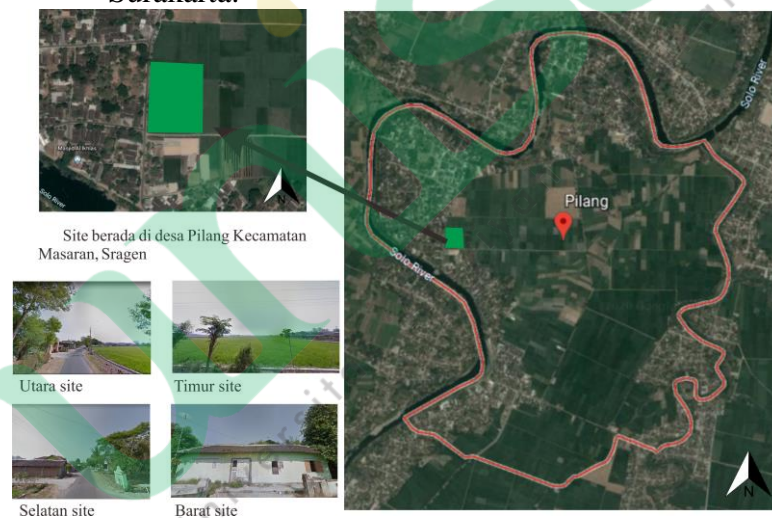 Surakarta.
Solo River
Site berada di desa Pilang Kecamatan
Masaran, Sragen
Utara site
Timur site
Selatan site
Barat site
Pilang
Solo River
Solo River
N
N